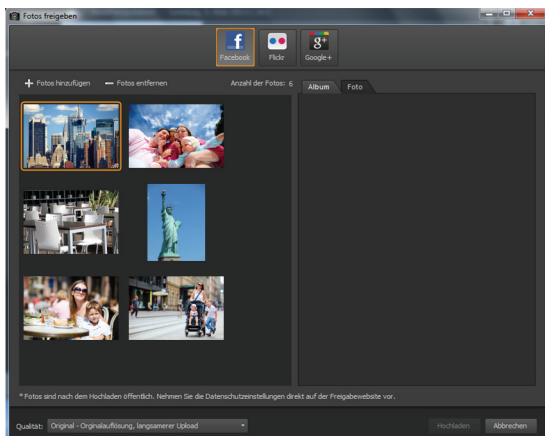 Fotos freigeben
f
g+
Facebook
Flickr
Google+
Fotos hinzufügen
Fotos entfernen
Anzahl der Fotos: 6
Album
Foto
* Fotos sind nach dem Hochladen öffentlich. Nehmen Sie die Datenschutzeinstellungen direkt auf der Freigabewebsite vor.
Qualität:
Original - Orginalauflösung, langsamerer Upload
Hochladen
Abbrechen